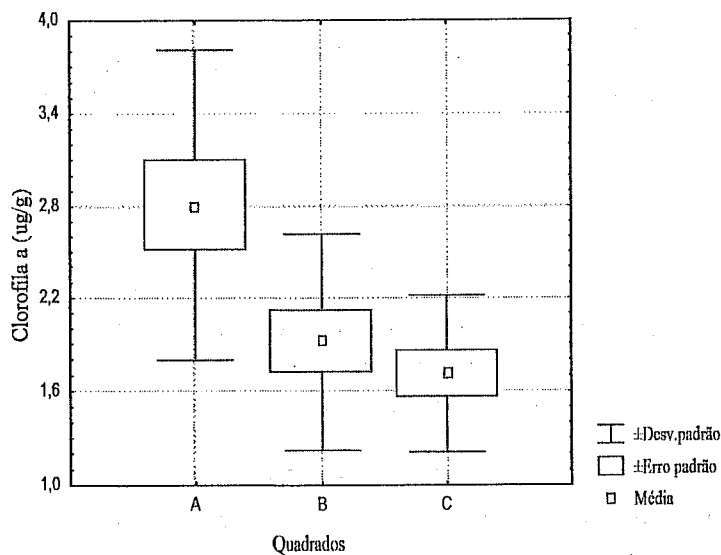 4,0
3,4
2,8
2,2
1,6
1,0
Clorofila a (ug/g)
A
B
C
Quadrados
±Desv.padrão
±Erro padrão
Média